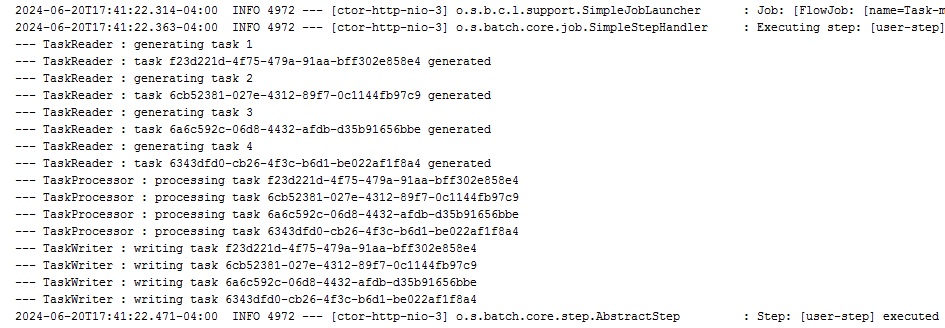 2024-06-20T17:41:22.314-04:00  INFO 4972 --- [ctor-http-nio-3] o.s.b.c.l.support.SimpleJobLauncher      : Job: [FlowJob: [name=Task-m
2024-06-20T17:41:22.363-04:00  INFO 4972 --- [ctor-http-nio-3] o.s.batch.core.job.SimpleStepHandler     : Executing step: [user-step]
--- TaskReader : generating task 1
--- TaskReader : task f23d221d-4f75-479a-91aa-bff302e858e4 generated
--- TaskReader : generating task 2
--- TaskReader : task 6cb52381-027e-4312-89f7-0c1144fb97c9 generated
--- TaskReader : generating task 3
--- TaskReader : task 6a6c592c-06d8-4432-afdb-d35b91656bbe generated
--- TaskReader : generating task 4
--- TaskReader : task 6343dfd0-cb26-4f3c-b6d1-be022af1f8a4 generated
--- TaskProcessor : processing task f23d221d-4f75-479a-91aa-bff302e858e4
--- TaskProcessor : processing task 6cb52381-027e-4312-89f7-0c1144fb97c9
--- TaskProcessor : processing task 6a6c592c-06d8-4432-afdb-d35b91656bbe
--- TaskProcessor : processing task 6343dfd0-cb26-4f3c-b6d1-be022af1f8a4
--- TaskWriter : writing task f23d221d-4f75-479a-91aa-bff302e858e4
--- TaskWriter : writing task 6cb52381-027e-4312-89f7-0c1144fb97c9
--- TaskWriter : writing task 6a6c592c-06d8-4432-afdb-d35b91656bbe
--- TaskWriter : writing task 6343dfd0-cb26-4f3c-b6d1-be022af1f8a4
2024-06-20T17:41:22.471-04:00  INFO 4972 --- [ctor-http-nio-3] o.s.batch.core.step.AbstractStep         : Step: [user-step] executed